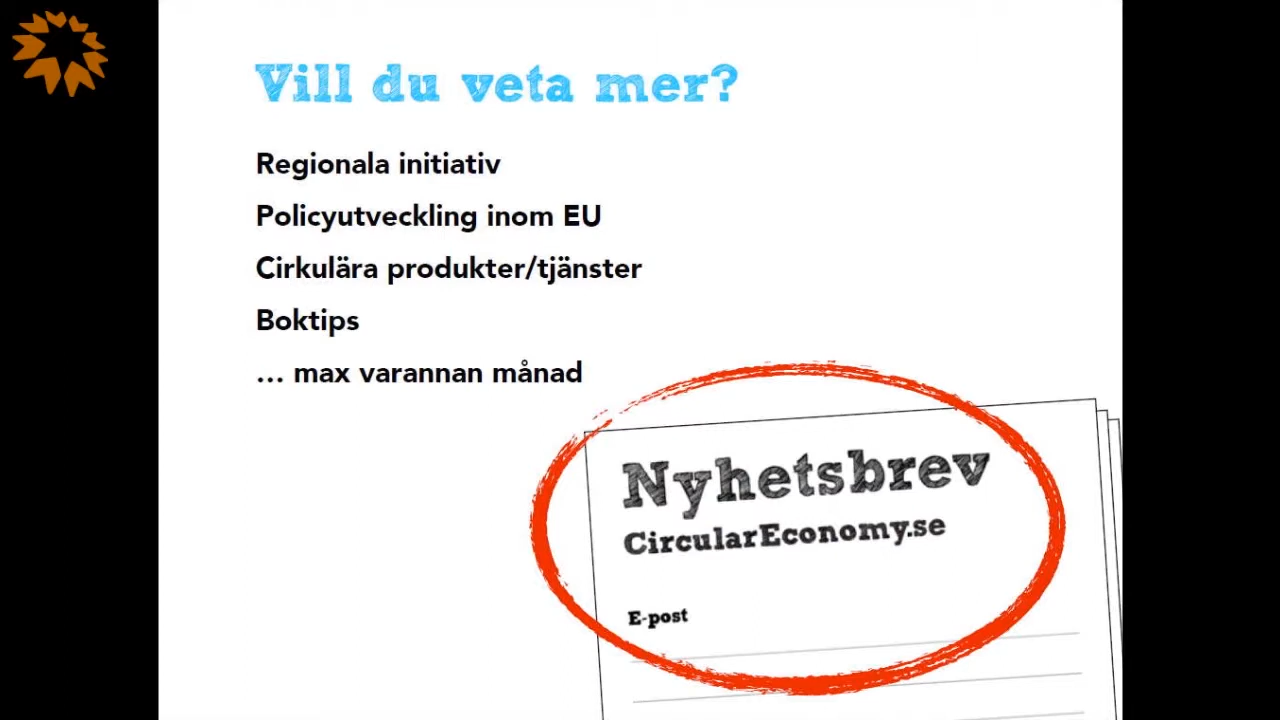 Vill du veta mer?
Regionala initiativ
Policyutveckling inom EU
Cirkulära produkter/tjänster
Boktips
… max varannan månad
Nyhetsbrev
CircularEconomy.se
E-post